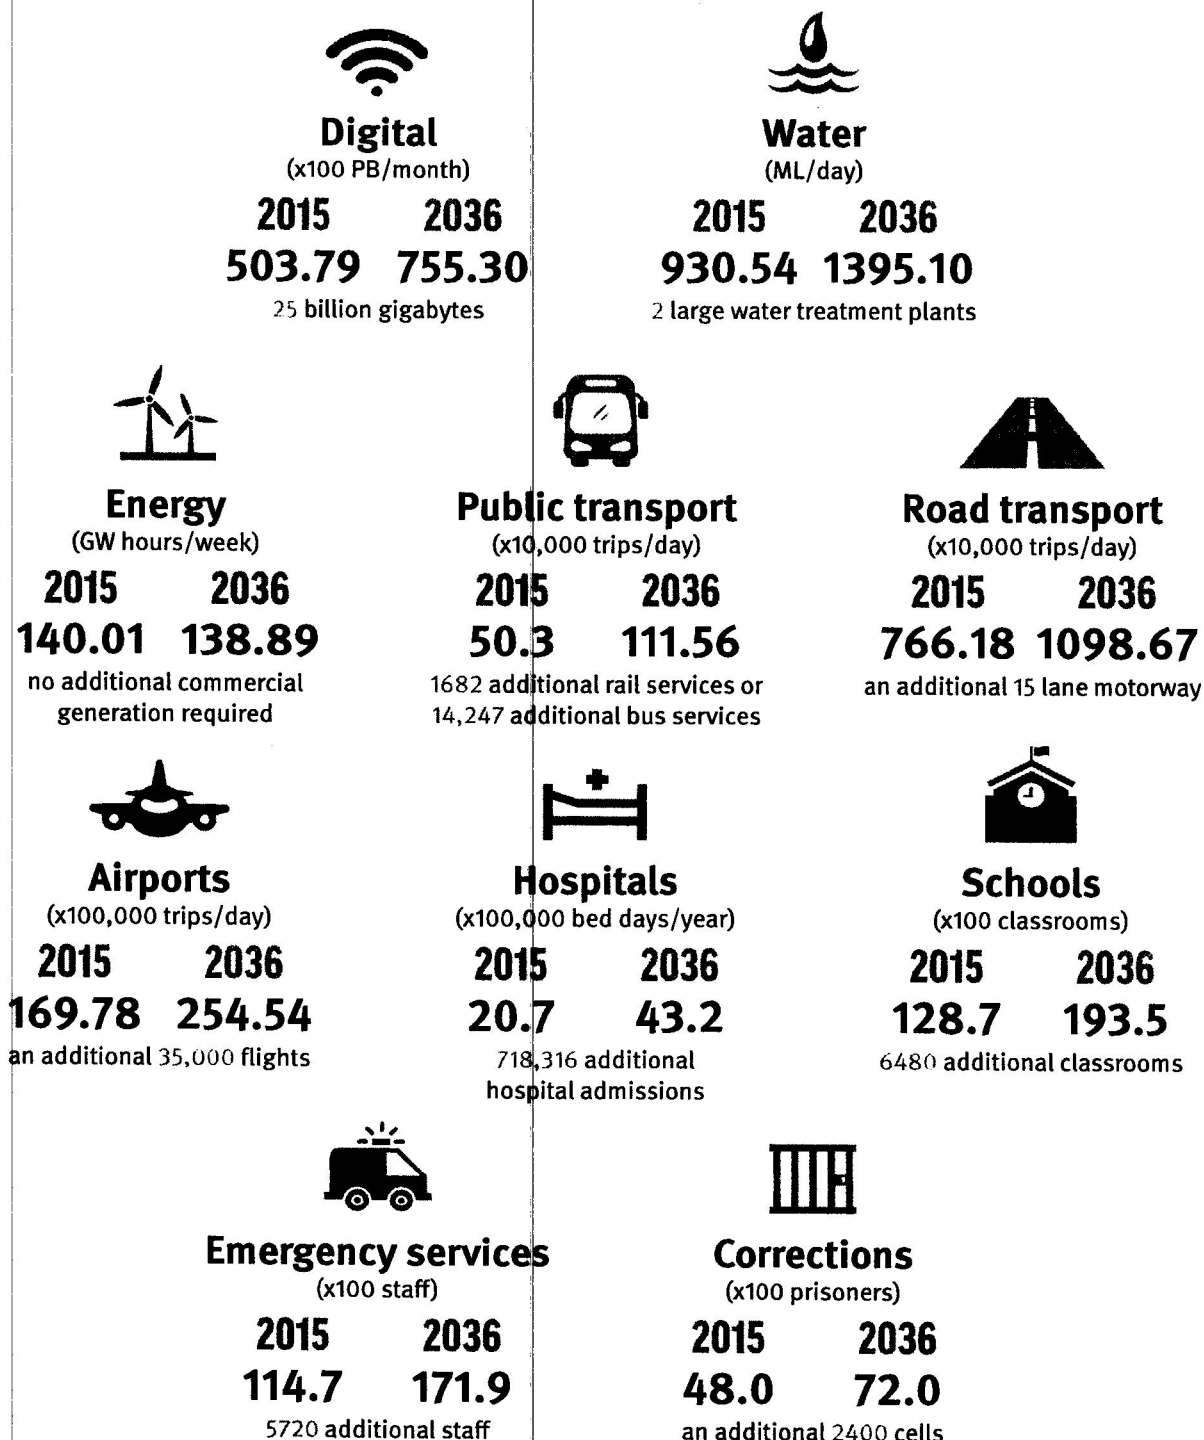 Digital
(x100 PB/month)
2015 2036
503.79 755.30
25 billion gigabytes
Water
(ML/day)
2015 2036
930.54 1395.10
2 large water treatment plants
Energy
(GW hours/week)
2015 2036
140.01 138.89
no additional commercial
generation required
Public transport
(x10,000 trips/day)
2015 2036
50.3 111.56
1682 additional rail services or
14,247 additional bus services
Road transport
(x10,000 trips/day)
2015 2036
766.18 1098.67
an additional 15 lane motorway
Airports
(x100,000 trips/day)
2015 2036
169.78 254.54
an additional 35,000 flights
Hospitals
(x100,000 bed days/year)
2015 2036
20.7 43.2
718,316 additional
hospital admissions
Schools
(x100 classrooms)
2015 2036
128.7 193.5
6480 additional classrooms
Emergency services
(x100 staff)
2015 2036
114.7 171.9
5720 additional staff
Corrections
(x100 prisoners)
2015 2036
48.0 72.0
an additional 2400 cells